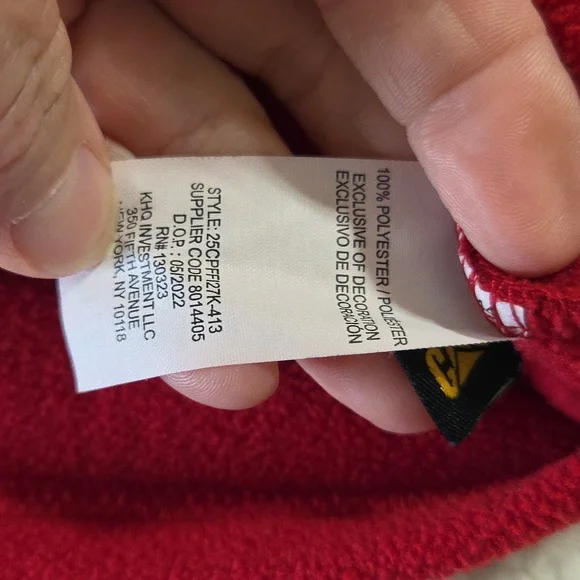 100% POLYESTER / POLIÉSTER
EXCLUSIVE OF DECORATION
EXCLUSIVO DE DECORACIÓN
STYLE: 25CPFFI27K-413
SUPPLIER CODE 8014405
D.O.P.: 05/2022
RN# 130323
KHQ INVESTMENT LLC
350 FIFTH AVENUE
NEW YORK, NY 10118